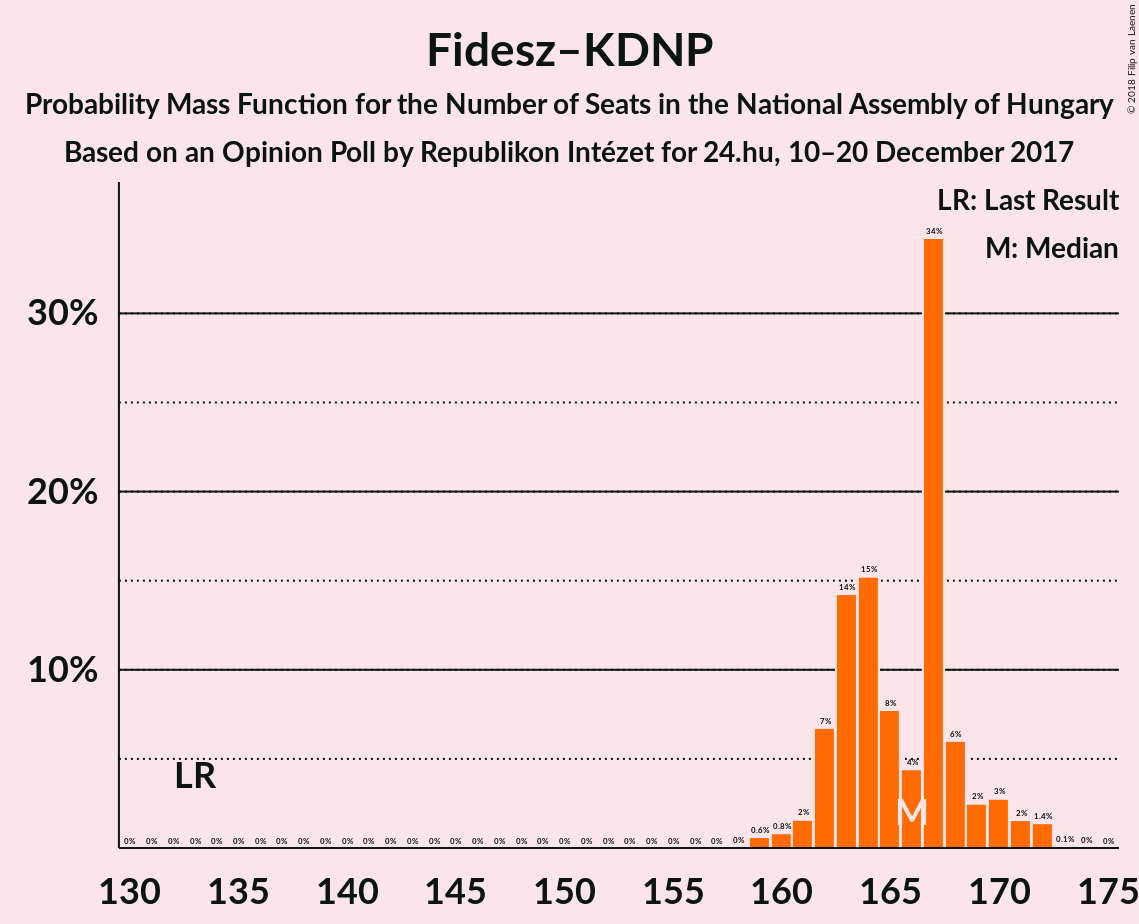 Fidesz–KDNP
Probability Mass Function for the Number of Seats in the National Assembly of Hungary
Based on an Opinion Poll by Republikon Intézet for 24.hu, 10–20 December 2017
© 2018 Filip van Laenen
LR: Last Result
M: Median
30%
20%
10%
LR
M
0% 0% 0% 0% 0% 0% 0% 0% 0% 0% 0% 0% 0% 0% 0% 0% 0% 0% 0% 0% 0% 0% 0% 0% 0% 0% 0% 0% 0% 0.6% 0.8% 2% 7% 14% 15% 8% 4% 34% 6% 2% 3% 2% 1.4% 0.1% 0% 0%
130 135 140 145 150 155 160 165 170 175